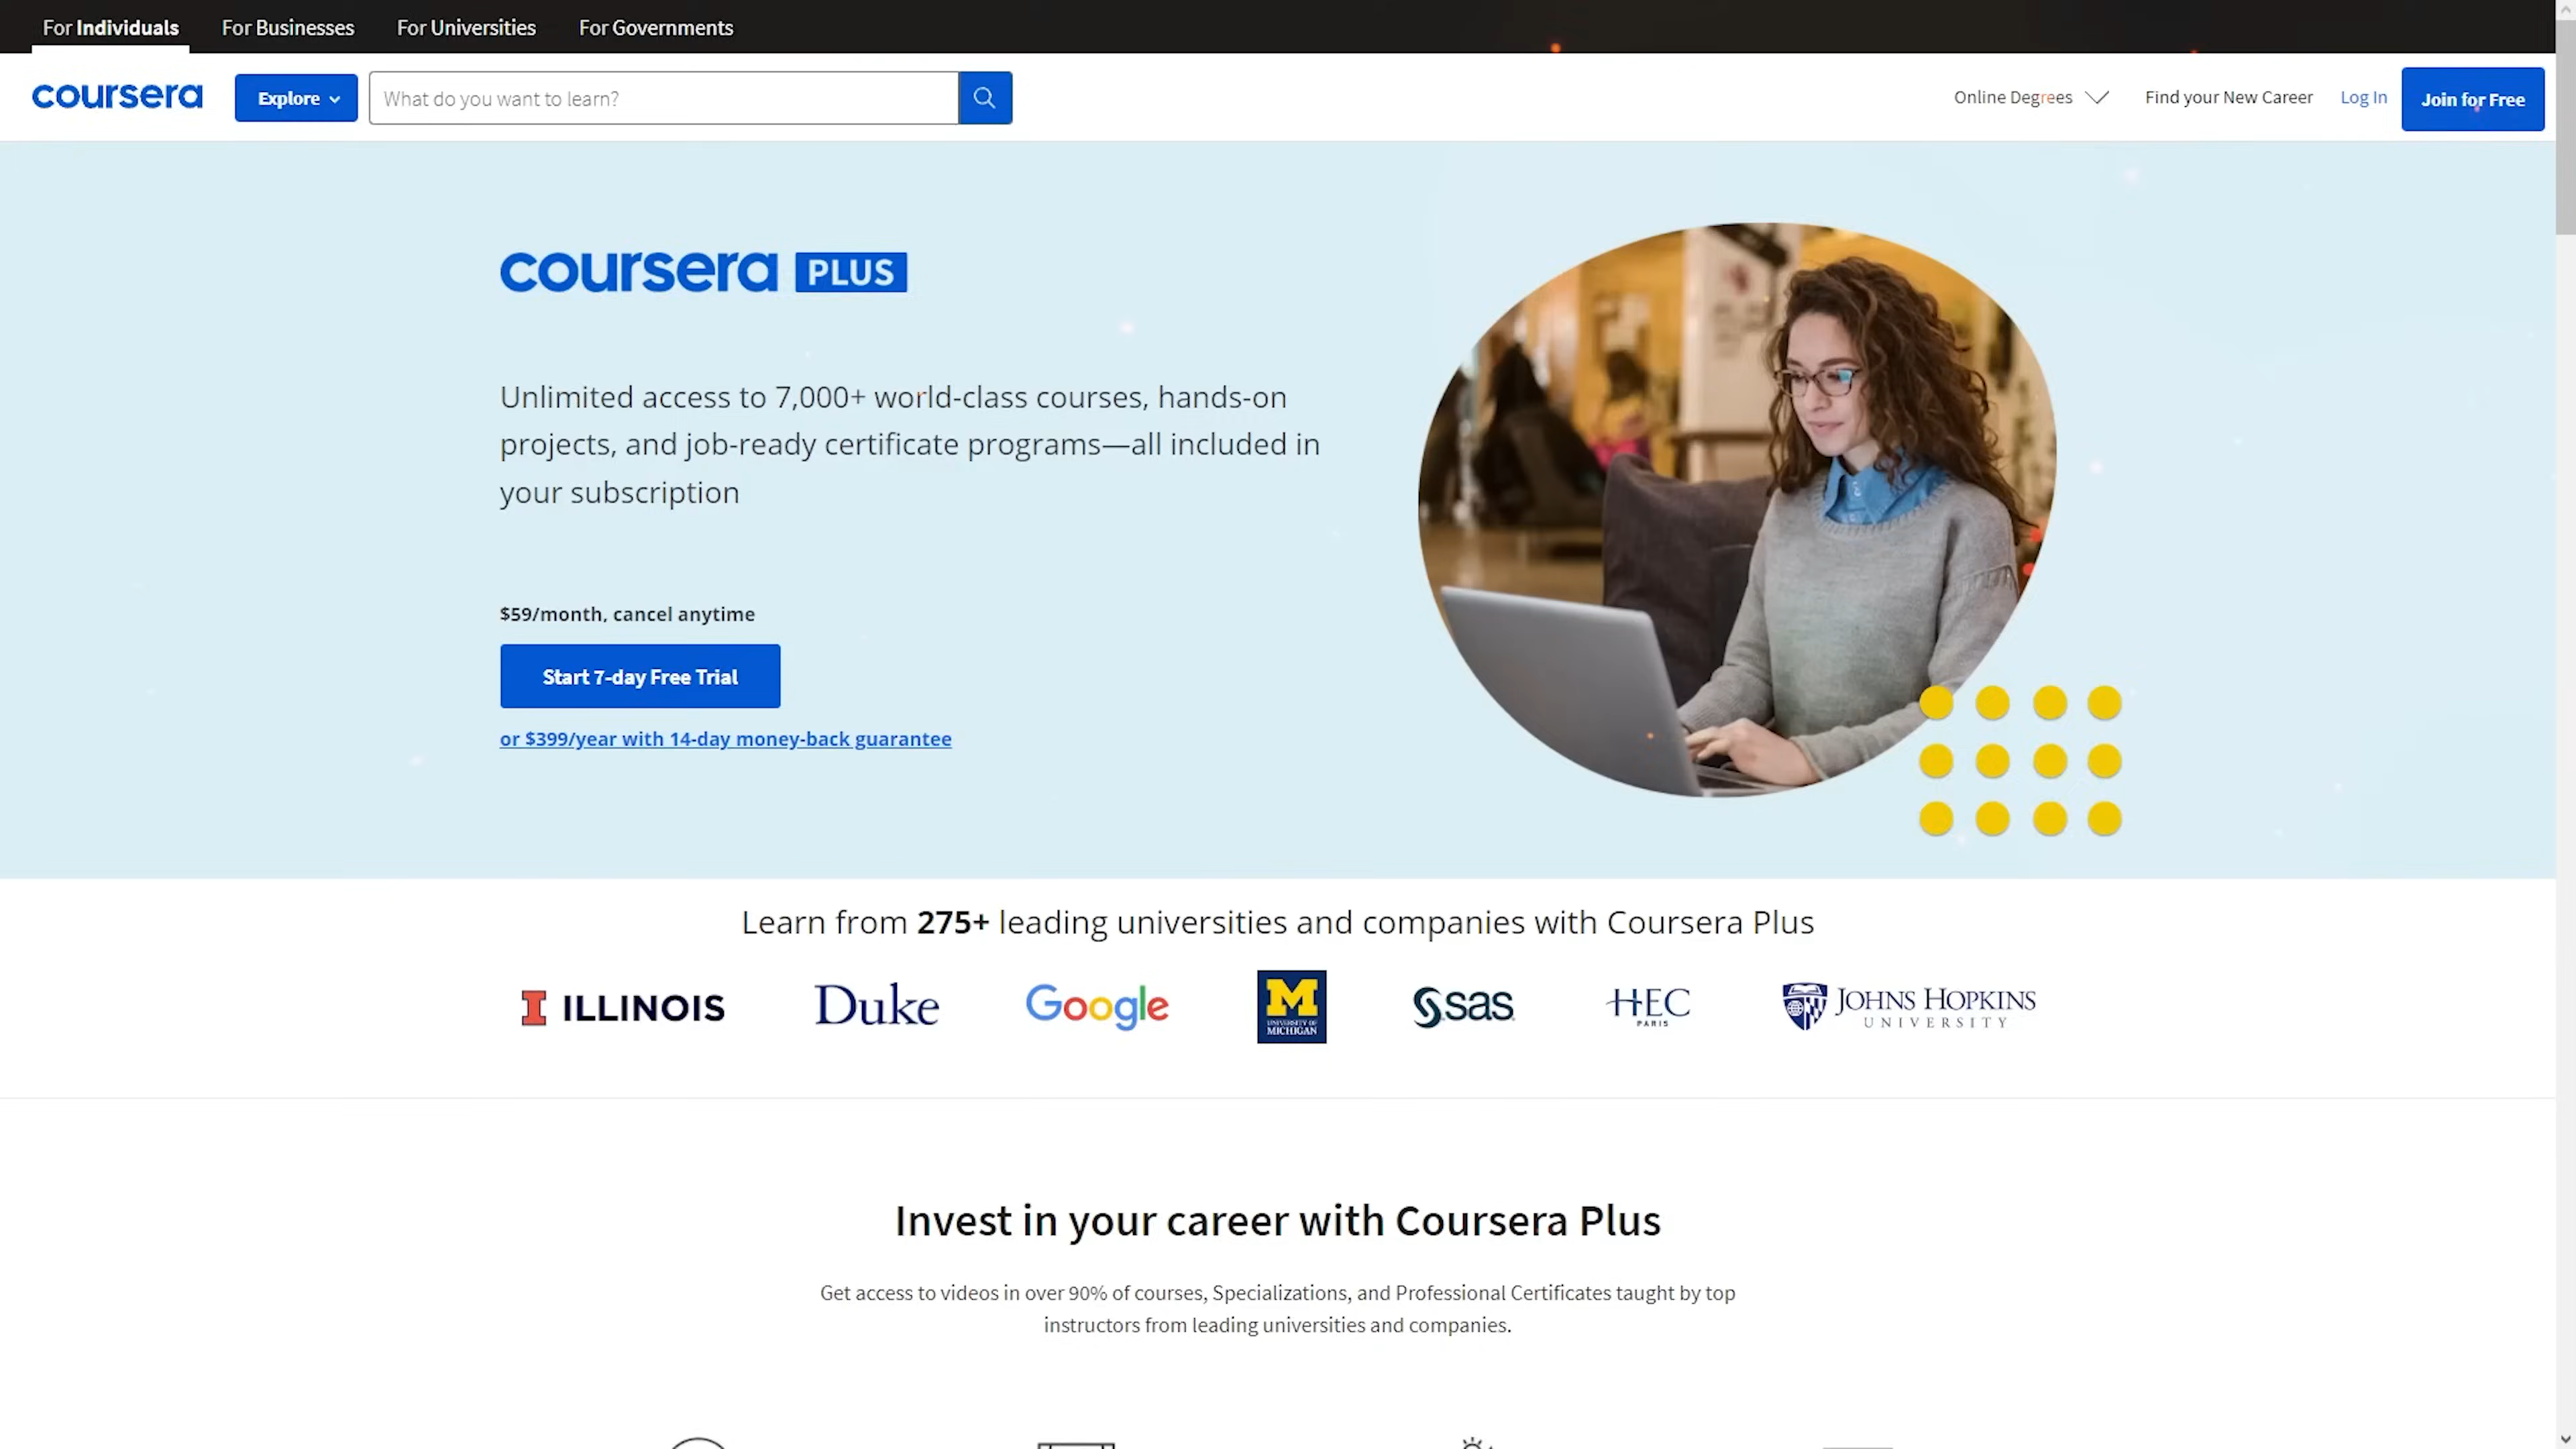 For Individuals
For Businesses
For Universities
For Governments
coursera
Explore
What do you want to learn?
Online Degrees
Find your New Career
Log In
Join for Free
coursera PLUS
Unlimited access to 7,000+ world-class courses, hands-on
projects, and job-ready certificate programs—all included in
your subscription
$59/month, cancel anytime
Start 7-day Free Trial
or $399/year with 14-day money-back guarantee
Learn from 275+ leading universities and companies with Coursera Plus
I ILLINOIS
Duke
Google
M
UNIVERSITY OF
MICHIGAN
sas
HEC
PARIS
JOHNS HOPKINS
UNIVERSITY
Invest in your career with Coursera Plus
Get access to videos in over 90% of courses, Specializations, and Professional Certificates taught by top
instructors from leading universities and companies.